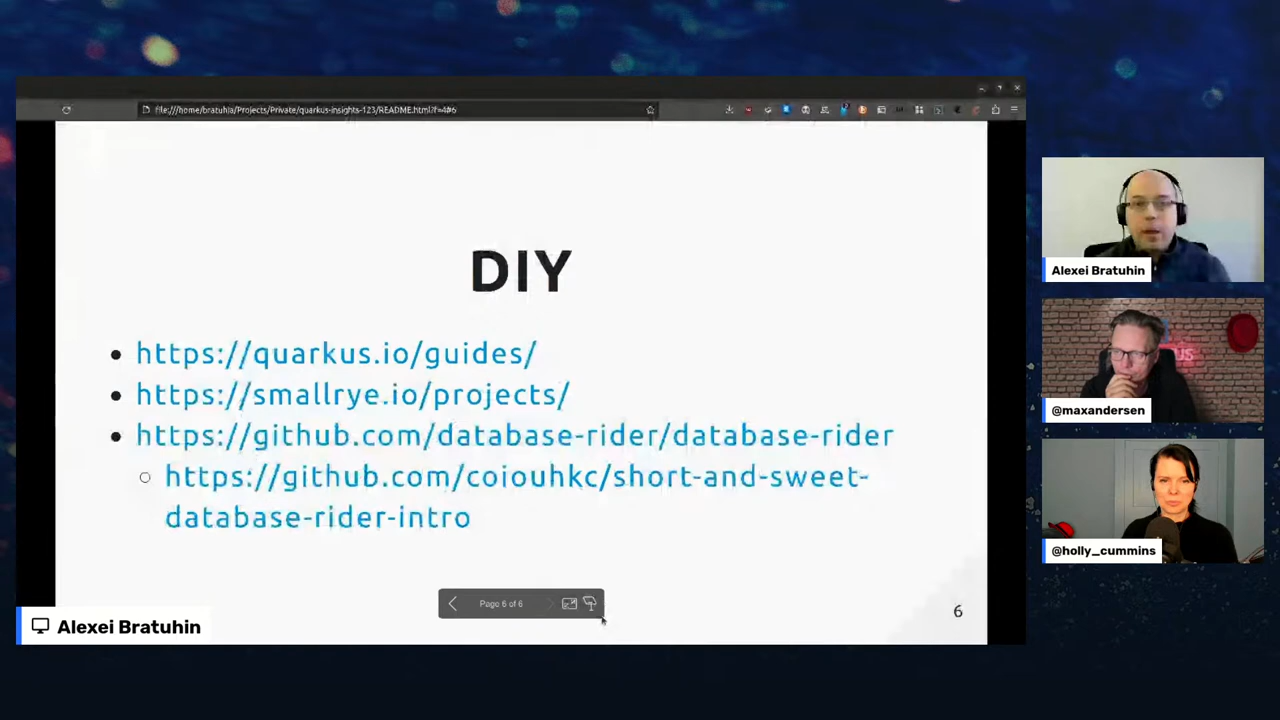 file:///home/bratuhia/Projects/Private/quarkus-insights-123/README.html?f=4#6
DIY
https://quarkus.io/guides/
https://smallrye.io/projects/
https://github.com/database-rider/database-rider
https://github.com/coiouhkc/short-and-sweet-
database-rider-intro
Page 6 of 6
6
Alexei Bratuhin
Alexei Bratuhin
@maxandersen
@holly_cummins